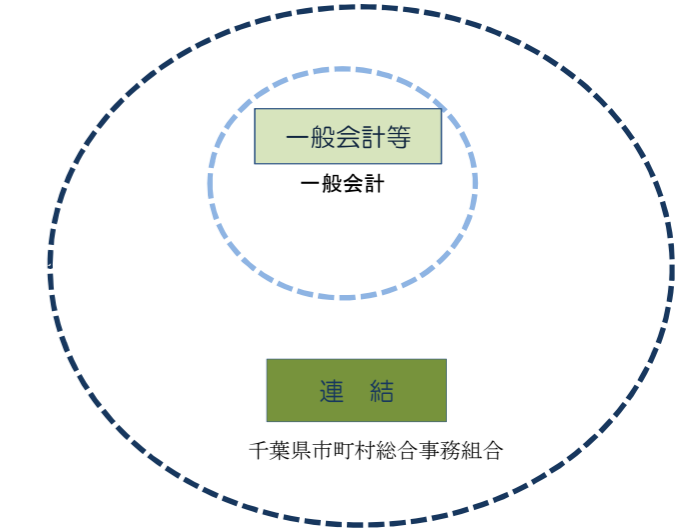 一般会計等
一般会計
連　結
千葉県市町村総合事務組合